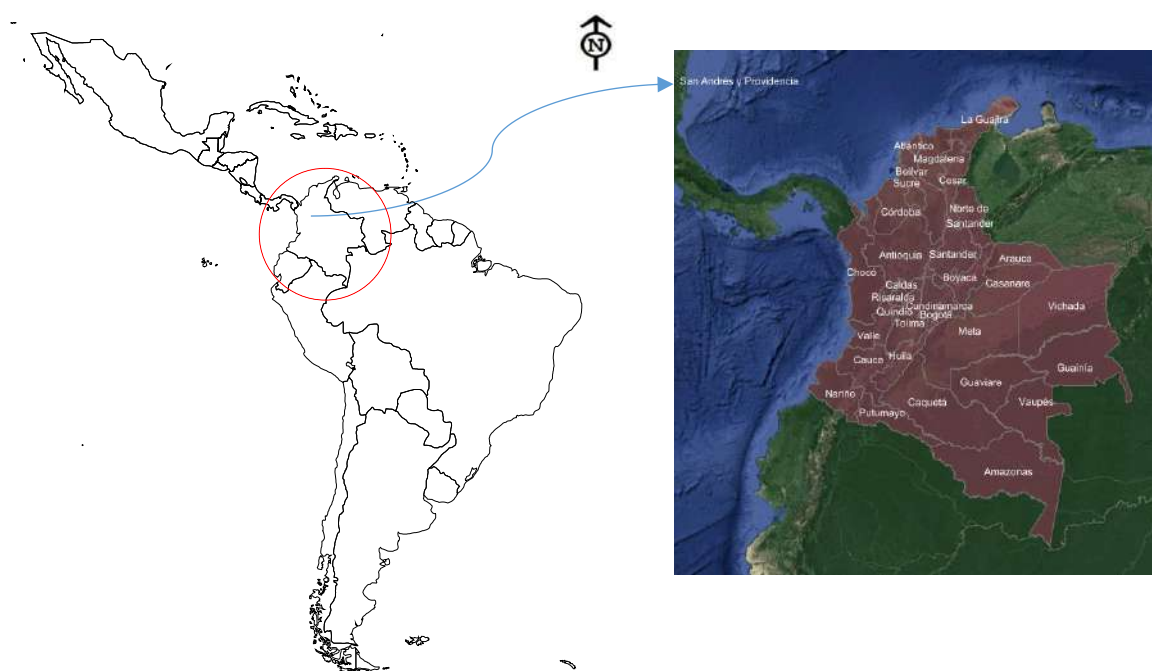 N
San Andrés y Providencia
La Guajira
Atlántico
Magdalena
Bolívar
Sucre
Cesar
Córdoba
Norte de
Santander
Antioquia
Santander
Arauca
Chocó
Boyacá
Casanare
Caldas
Risaralda
Cundinamarca
Quindío
Bogotá
Tolima
Vichada
Valle
Meta
Cauca
Huila
Guainía
Guaviare
Nariño
Caquetá
Vaupés
Putumayo
Amazonas